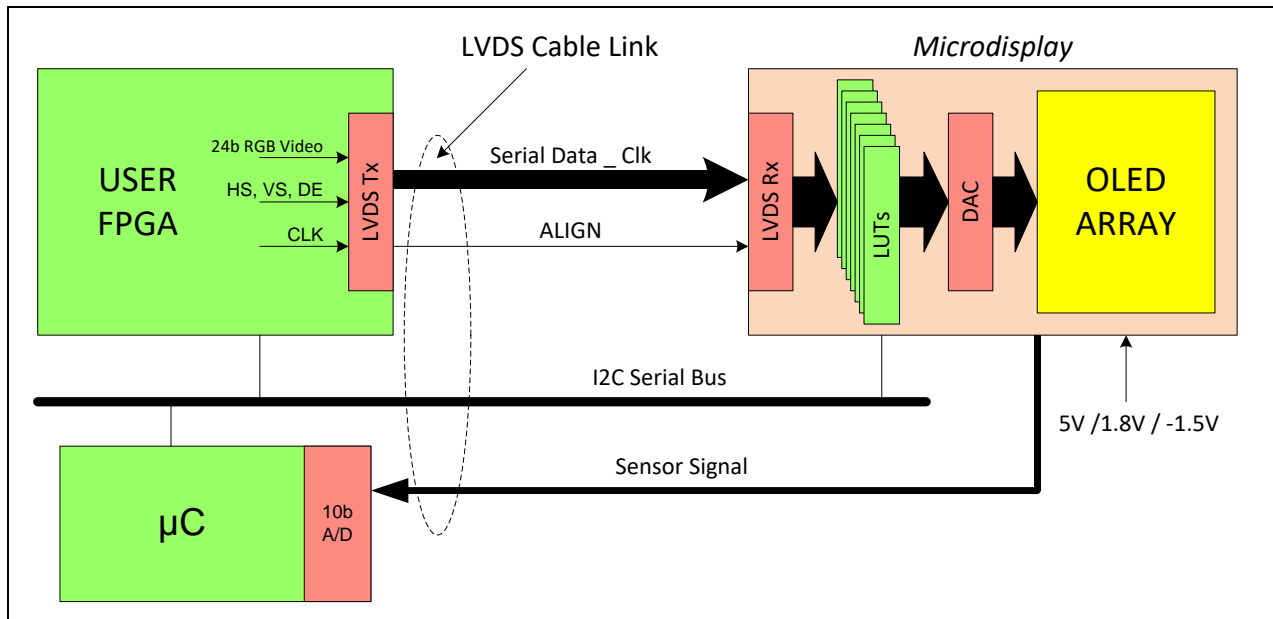 LVDS Cable Link
Microdisplay
USER
FPGA
24b RGB Video
HS, VS, DE
CLK
LVDS Tx
Serial Data _ Clk
ALIGN
LVDS Rx
LUTs
DAC
OLED
ARRAY
I2C Serial Bus
5V /1.8V / -1.5V
Sensor Signal
µC
10b
A/D